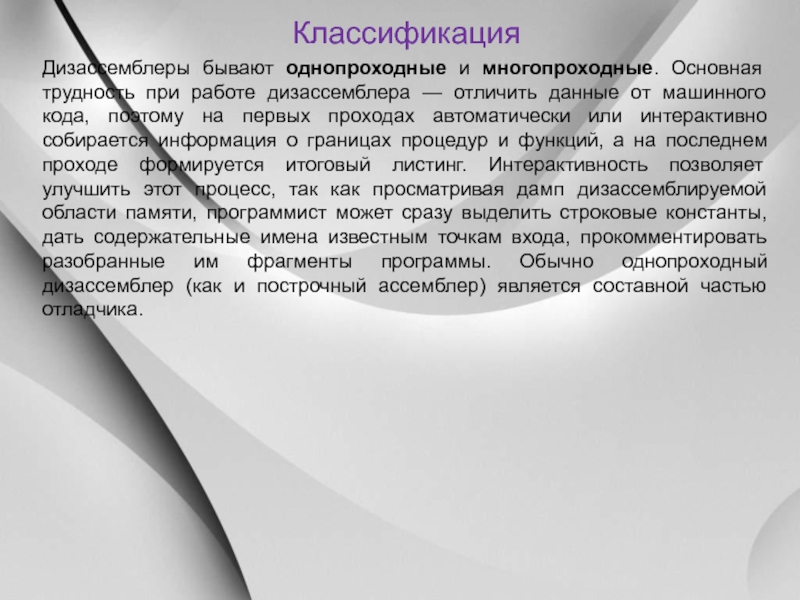 Классификация
Дизассемблеры бывают однопроходные и многопроходные. Основная
трудность при работе дизассемблера — отличить данные от машинного
кода, поэтому на первых проходах автоматически или интерактивно
собирается информация о границах процедур и функций, а на последнем
проходе формируется итоговый листинг. Интерактивность позволяет
улучшить этот процесс, так как просматривая дамп дизассемблируемой
области памяти, программист может сразу выделить строковые константы,
дать содержательные имена известным точкам входа, прокомментировать
разобранные им фрагменты программы. Обычно однопроходный
дизассемблер (как и построчный ассемблер) является составной частью
отладчика.